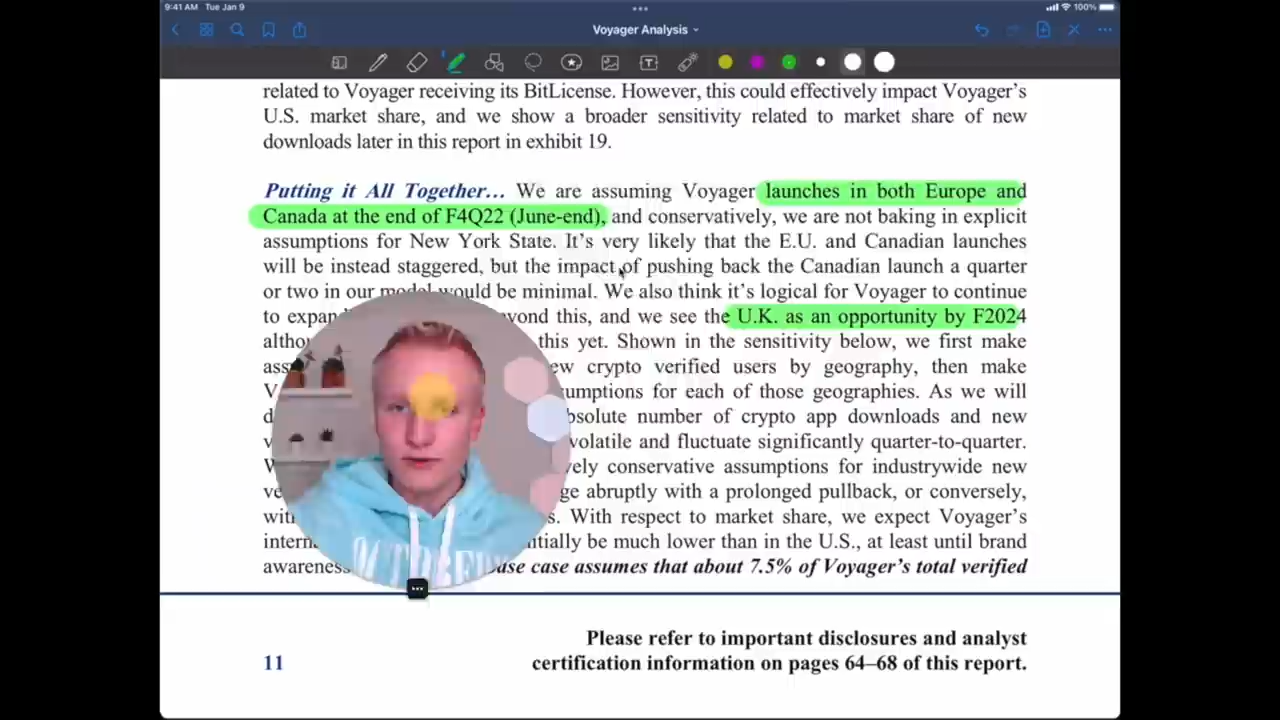 9:41 AM Tue Jan 9
100%
Voyager Analysis
related to Voyager receiving its BitLicense. However, this could effectively impact Voyager's
U.S. market share, and we show a broader sensitivity related to market share of new
downloads later in this report in exhibit 19.
Putting it All Together… We are assuming Voyager launches in both Europe and
Canada at the end of F4Q22 (June-end), and conservatively, we are not baking in explicit
assumptions for New York State. It's very likely that the E.U. and Canadian launches
will be instead staggered, but the impact of pushing back the Canadian launch a quarter
or two in our model would be minimal. We also think it's logical for Voyager to continue
to expan yond this, and we see the U.K. as an opportunity by F2024
althou this yet. Shown in the sensitivity below, we first make
ass ew crypto verified users by geography, then make
V umptions for each of those geographies. As we will
d bsolute number of crypto app downloads and new
v volatile and fluctuate significantly quarter-to-quarter.
W vely conservative assumptions for industrywide new
ve ge abruptly with a prolonged pullback, or conversely,
wit s. With respect to market share, we expect Voyager's
intern itially be much lower than in the U.S., at least until brand
awareness ase case assumes that about 7.5% of Voyager's total verified
Please refer to important disclosures and analyst
11 certification information on pages 64–68 of this report.